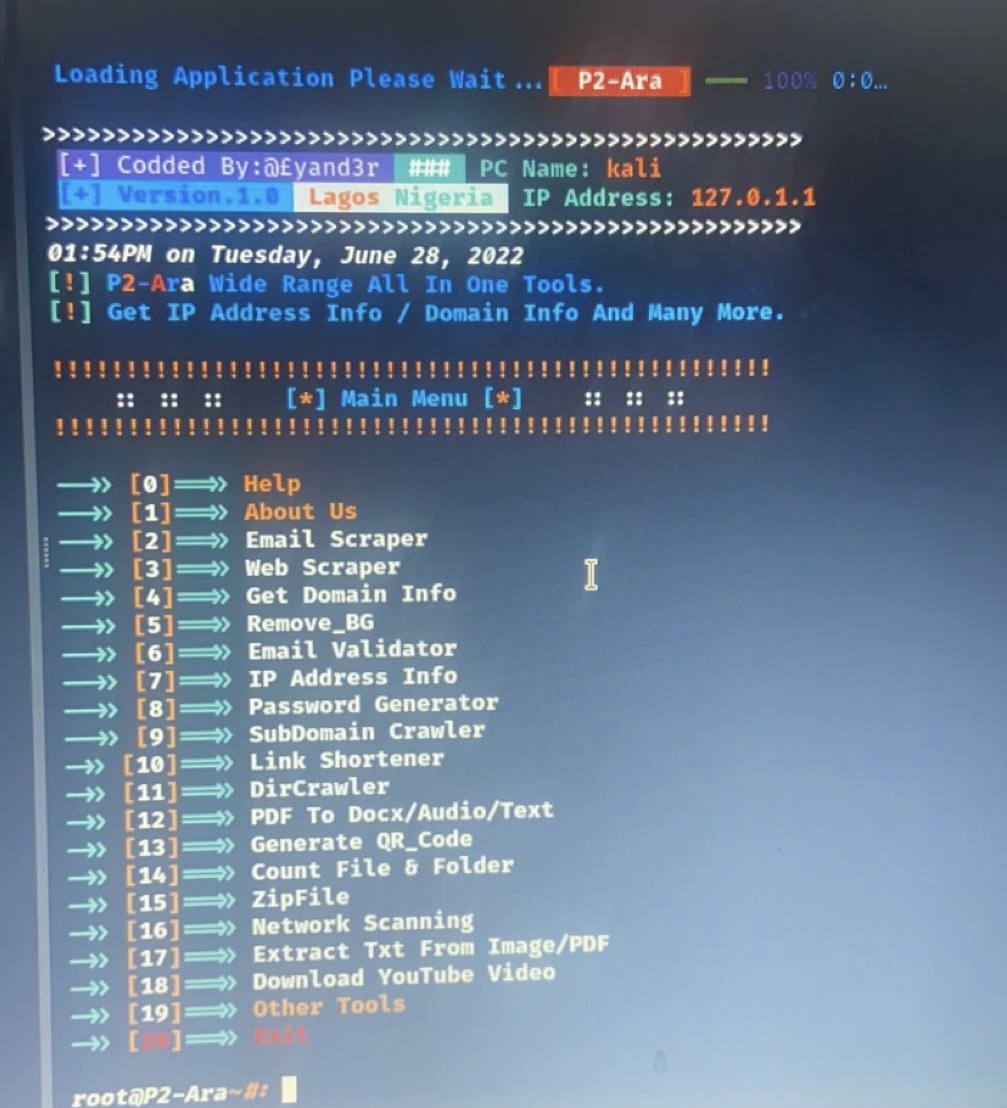 Loading Application Please Wait ... [ P2-Ara ] 100% 0:0…
>>>>>>>>>>>>>>>>>>>>>>>>>>>>>>>>>>>>>>>>>>>>>>>>>>>>
[+] Codded By:@£yand3r ### PC Name: kali
[+] Version.1.0 Lagos Nigeria IP Address: 127.0.1.1
>>>>>>>>>>>>>>>>>>>>>>>>>>>>>>>>>>>>>>>>>>>>>>>>>>>>
01:54PM on Tuesday, June 28, 2022
[!] P2-Ara Wide Range All In One Tools.
[!] Get IP Address Info / Domain Info And Many More.
!!!!!!!!!!!!!!!!!!!!!!!!!!!!!!!!!!!!!!!!!!!!!!!!!
:: :: :: [*] Main Menu [*] :: :: ::
!!!!!!!!!!!!!!!!!!!!!!!!!!!!!!!!!!!!!!!!!!!!!!!!!
—>> [0]==>> Help
—>> [1]==>> About Us
—>> [2]==>> Email Scraper
—>> [3]==>> Web Scraper
—>> [4]==>> Get Domain Info
—>> [5]==>> Remove_BG
—>> [6]==>> Email Validator
—>> [7]==>> IP Address Info
—>> [8]==>> Password Generator
—>> [9]==>> SubDomain Crawler
->> [10]==>> Link Shortener
->> [11]==>> DirCrawler
->> [12]==>> PDF To Docx/Audio/Text
->> [13]==>> Generate QR_Code
->> [14]==>> Count File & Folder
->> [15]==>> ZipFile
->> [16]==>> Network Scanning
->> [17]==>> Extract Txt From Image/PDF
->> [18]==>> Download YouTube Video
->> [19]==>> Other Tools
->> [20]==>> Exit
root@P2-Ara~#: